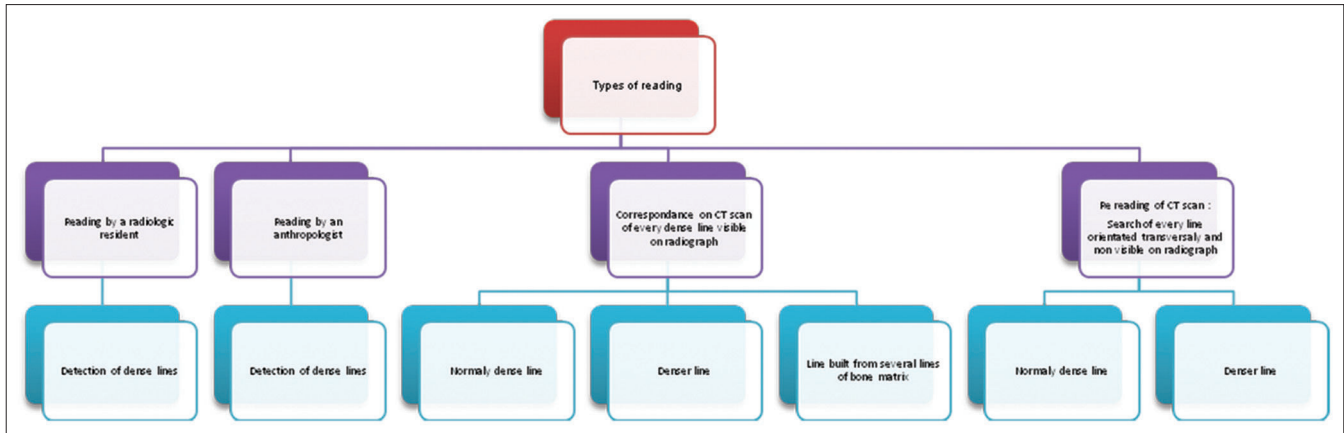 Types of reading
Reading by a radiologic
resident
Reading by an
anthropologist
Correspondance on CT scan
of every dense line visible
on radiograph
Re reading of CT scan :
Search of every line
orientated transversaly and
non visible on radiograph
Detection of dense lines
Detection of dense lines
Normaly dense line
Denser line
Line built from several lines
of bone matrix
Normaly dense line
Denser line